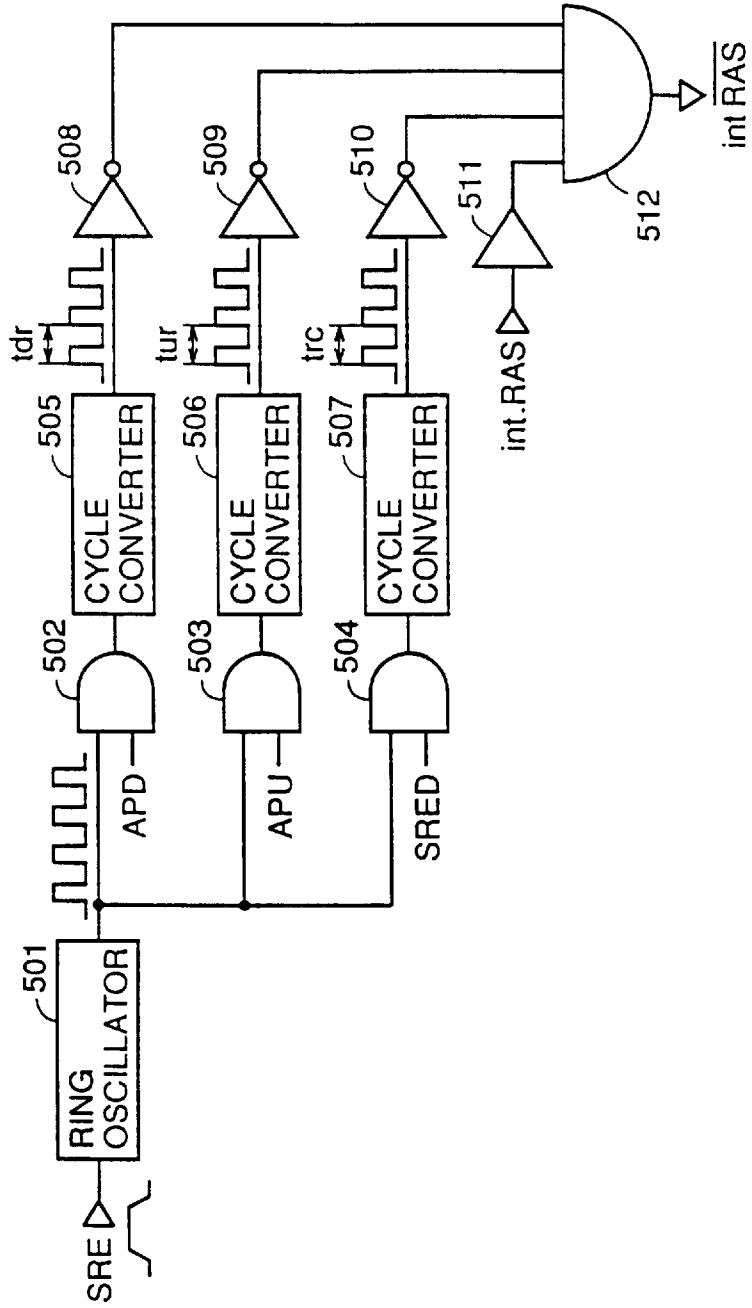 SRE
RING
OSCILLATOR
501
APD
502
CYCLE
CONVERTER
505
tdr
508
APU
503
CYCLE
CONVERTER
506
tur
509
SRED
504
CYCLE
CONVERTER
507
trc
510
int.RAS
511
512
int RAS